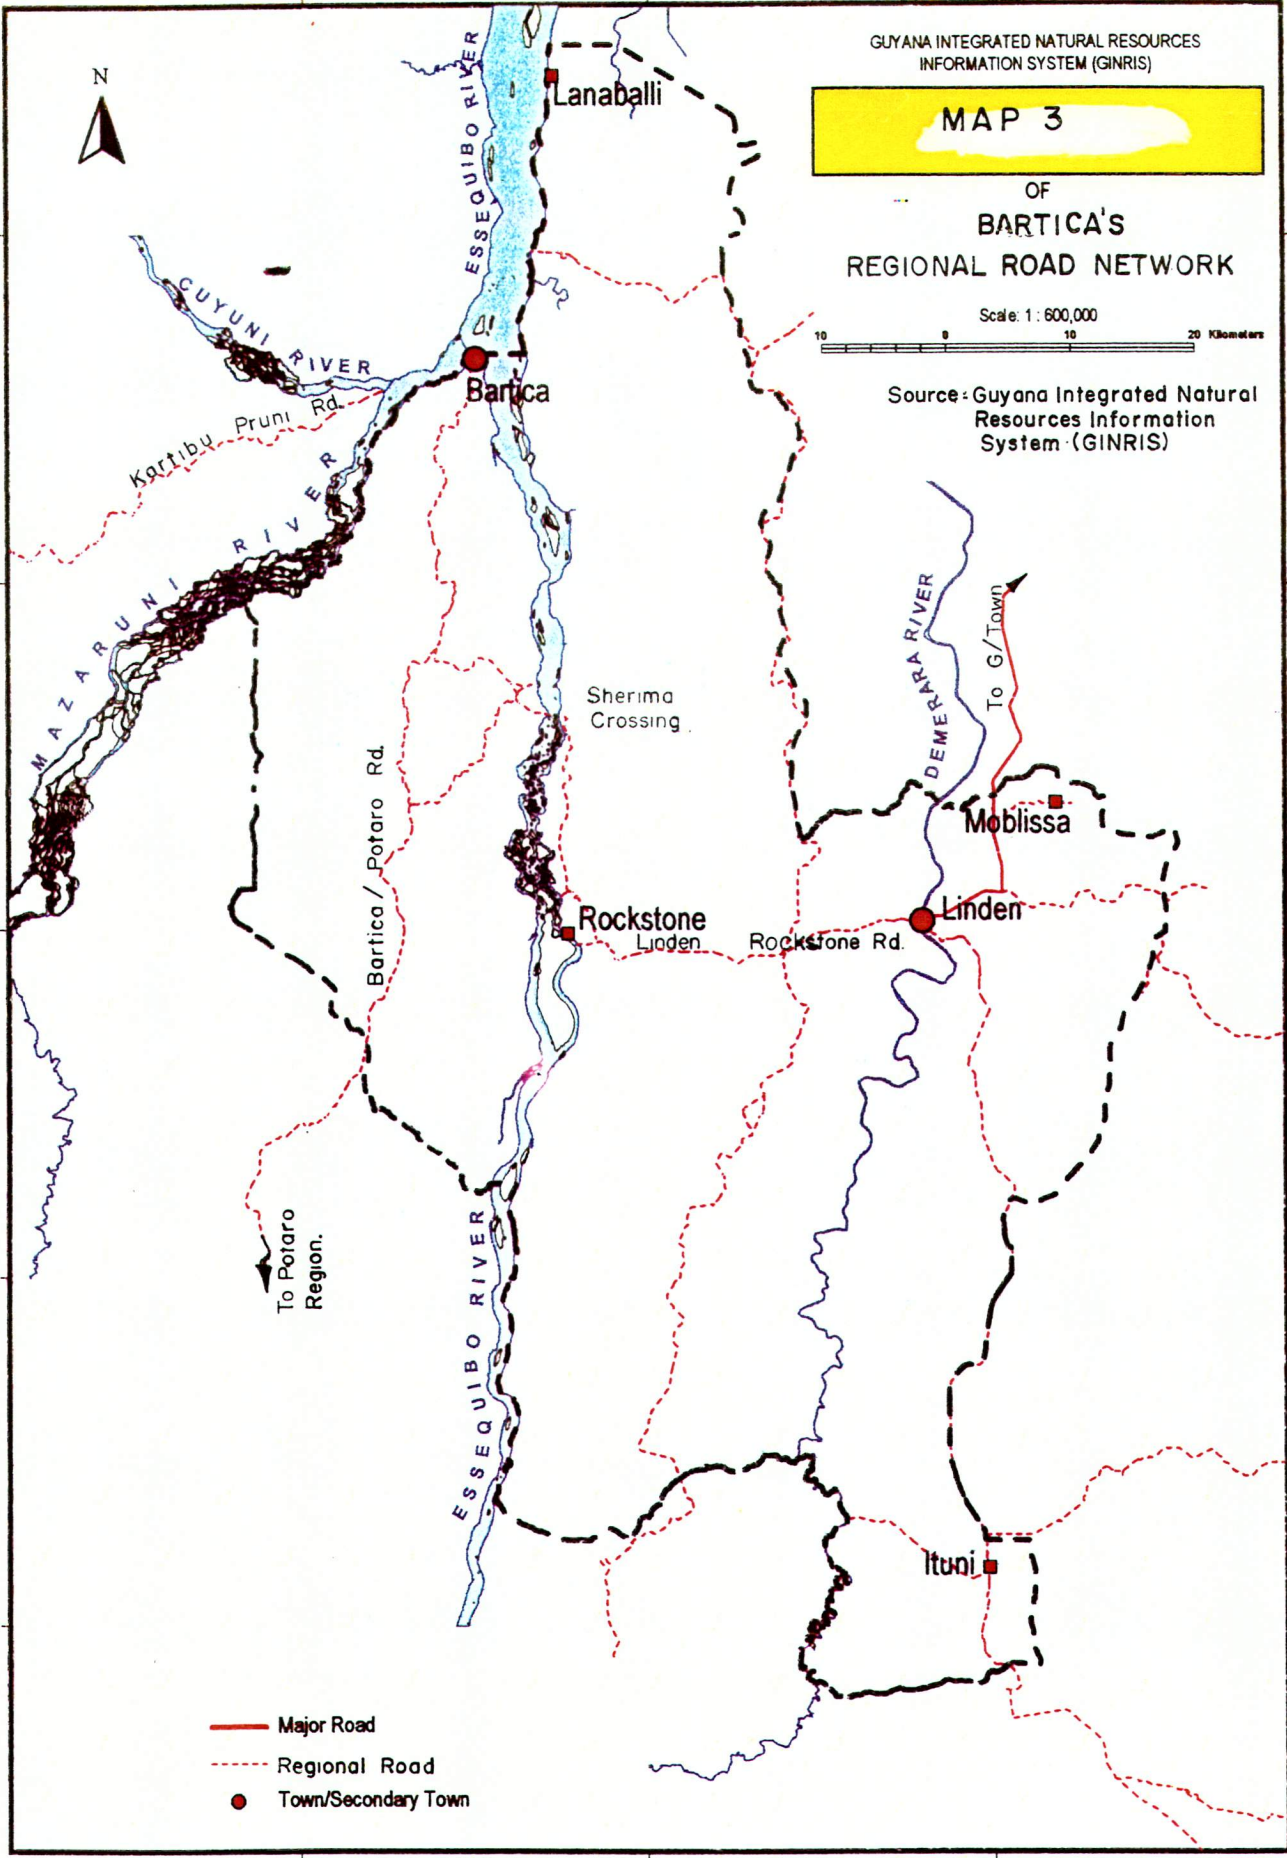 GUYANA INTEGRATED NATURAL RESOURCES
INFORMATION SYSTEM (GINRIS)
MAP 3
OF
BARTICA'S
REGIONAL ROAD NETWORK
Scale: 1 : 600,000
10 0 10 20 Kilometers
Source: Guyana Integrated Natural
Resources Information
System (GINRIS)
N
ESSEQUIBO RIVER
Lanaballi
CUYUNI RIVER
Bartica
Kartibu Pruni Rd.
MAZARUNI RIVER
Sherima
Crossing
DEMERARA RIVER
To G/Town
Moblissa
Bartica/ Potaro Rd.
Rockstone
Linden
Linden Rockstone Rd.
To Potaro
Region.
ESSEQUIBO RIVER
Ituni
Major Road
Regional Road
Town/Secondary Town